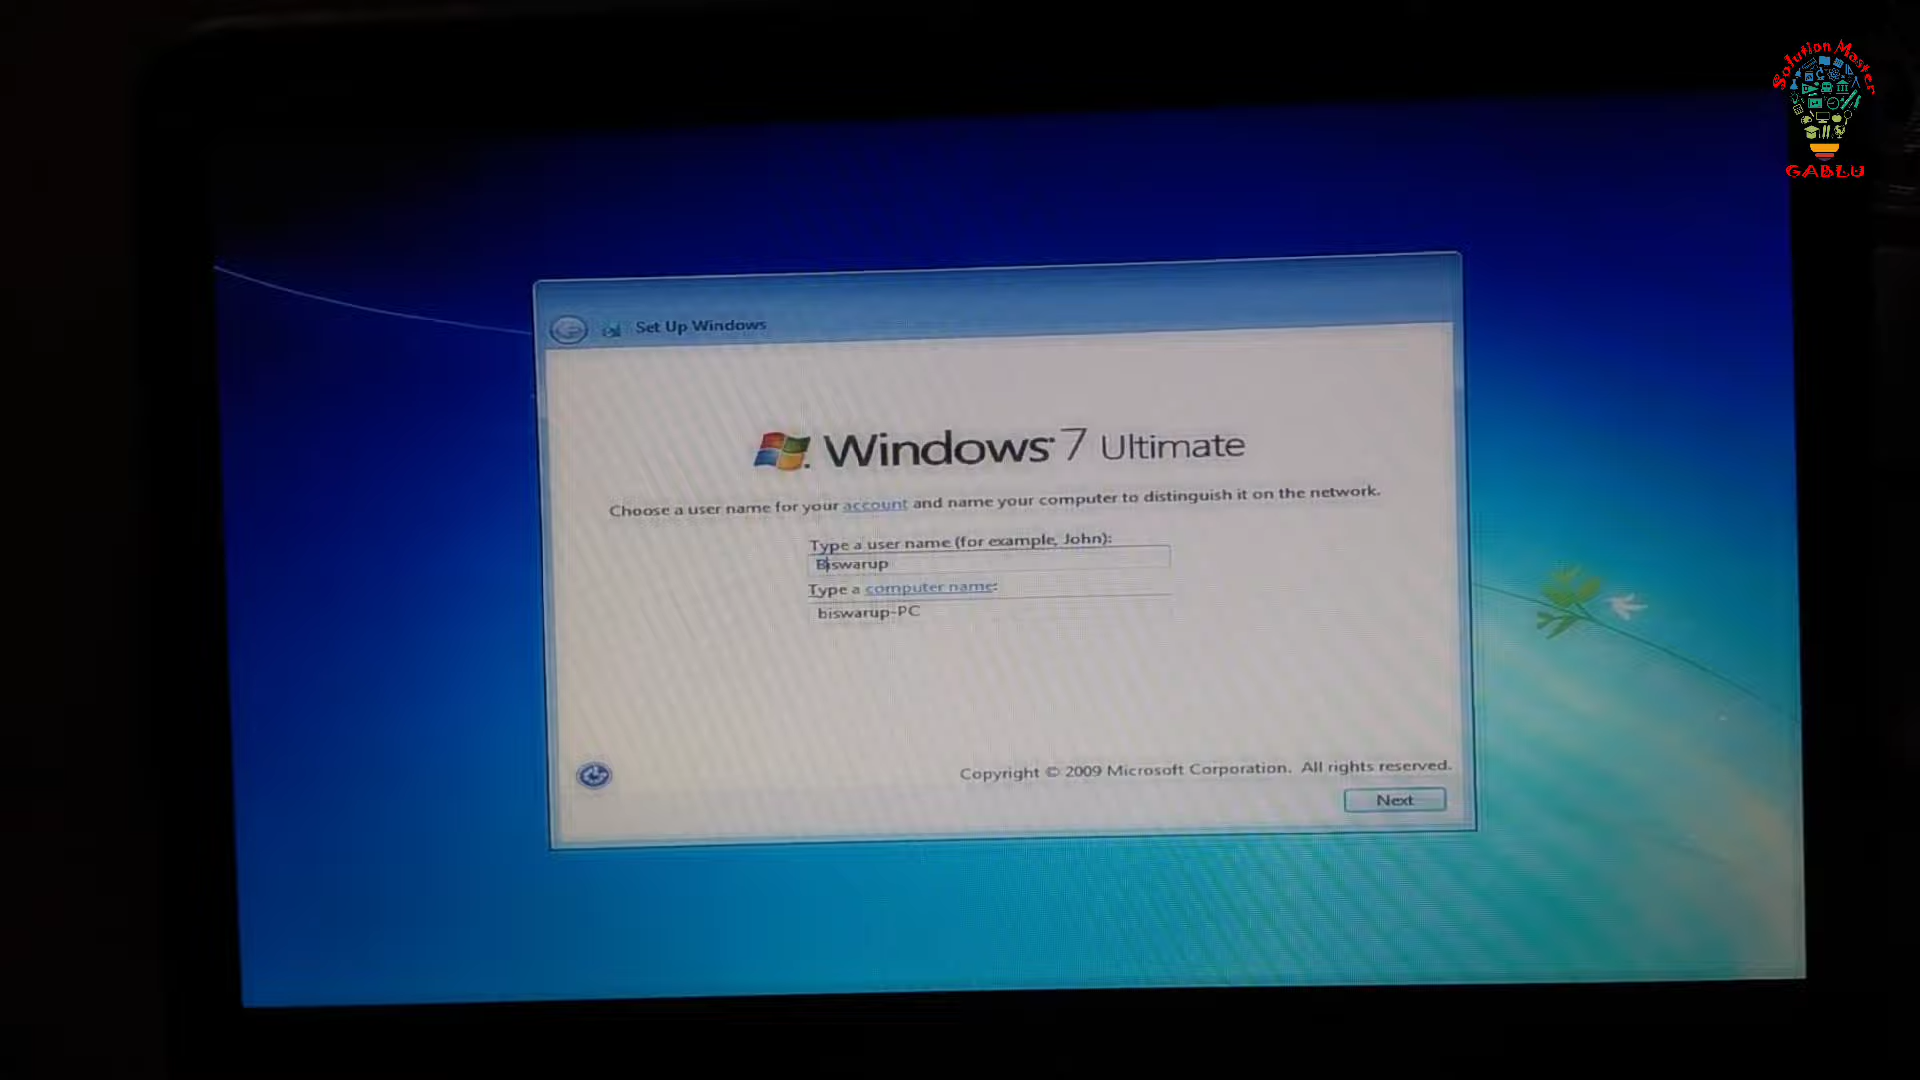 Solution Master
GABLU
Set Up Windows
Windows 7 Ultimate
Choose a user name for your account and name your computer to distinguish it on the network.
Type a user name (for example, John):
Biswarup
Type a computer name:
biswarup-PC
Copyright © 2009 Microsoft Corporation. All rights reserved.
Next